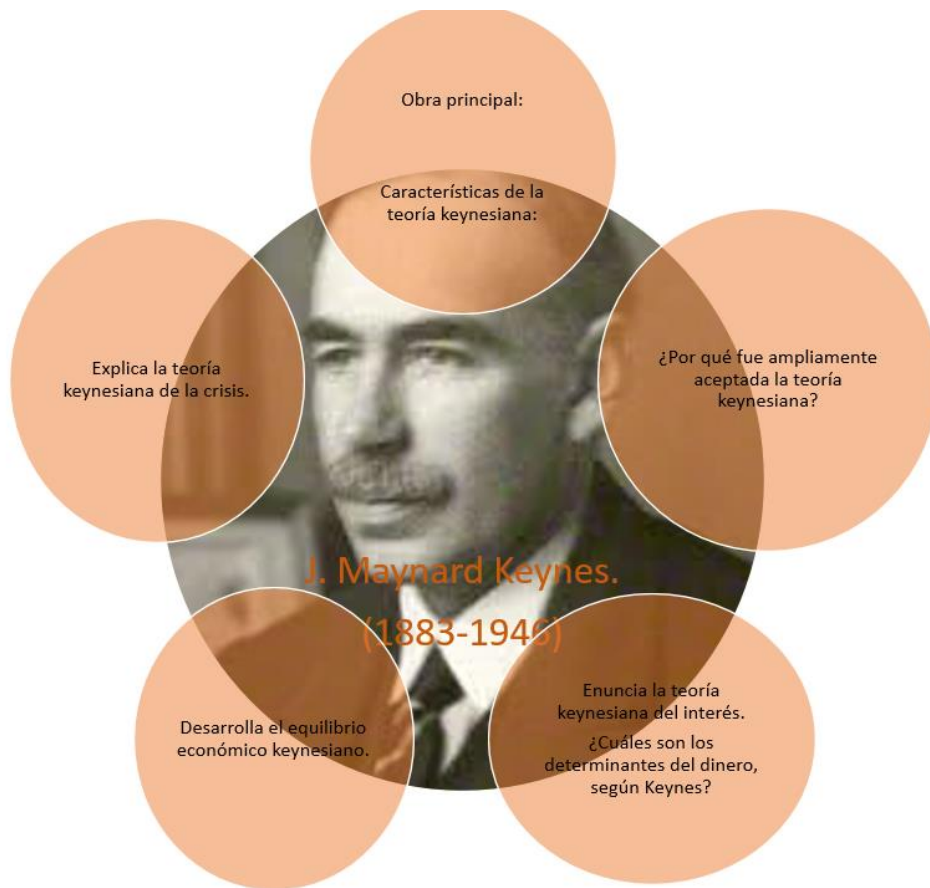 Obra principal:
Características de la
teoría keynesiana:
¿Por qué fue ampliamente
aceptada la teoría
keynesiana?
Enuncia la teoría
keynesiana del interés.
¿Cuáles son los
determinantes del dinero,
según Keynes?
Desarrolla el equilibrio
económico keynesiano.
Explica la teoría
keynesiana de la crisis.
J. Maynard Keynes.
(1883-1946)